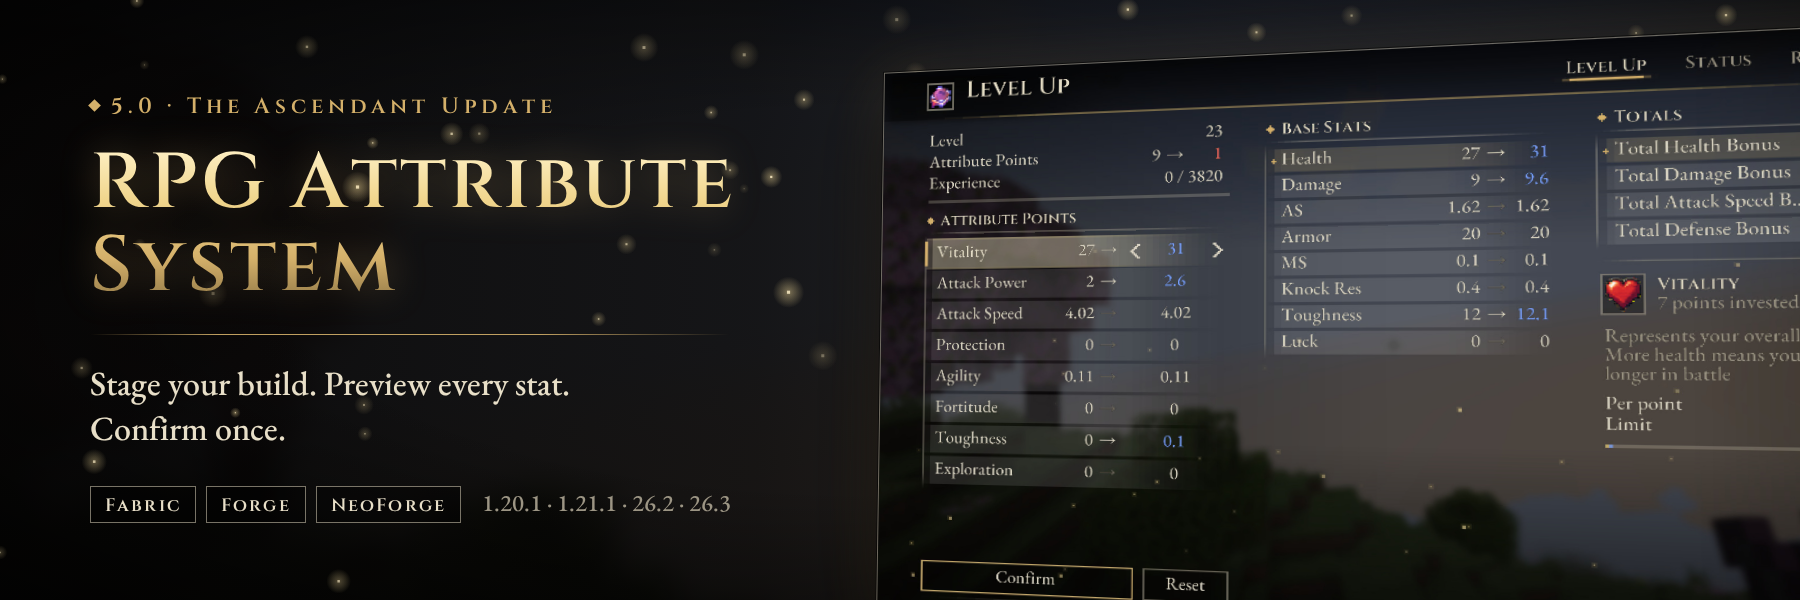 5.0 · The Ascendant Update
RPG Attribute
System
Stage your build. Preview every stat.
Confirm once.
Fabric Forge NeoForge 1.20.1 · 1.21.1 · 26.2 · 26.3
Level Up
Level Up Status R
Level 23
Attribute Points 9 → 1
Experience 0 / 3820
Attribute Points
Vitality 27 → < 31 >
Attack Power 2 → 2.6
Attack Speed 4.02 → 4.02
Protection 0 → 0
Agility 0.11 → 0.11
Fortitude 0 → 0
Toughness 0 → 0.1
Exploration 0 → 0
Confirm Reset
Base Stats
Health 27 → 31
Damage 9 → 9.6
AS 1.62 → 1.62
Armor 20 → 20
MS 0.1 → 0.1
Knock Res 0.4 → 0.4
Toughness 12 → 12.1
Luck 0 → 0
Totals
Total Health Bonus
Total Damage Bonus
Total Attack Speed B..
Total Defense Bonus
Vitality
7 points invested
Represents your overall
More health means you
longer in battle
Per point
Limit